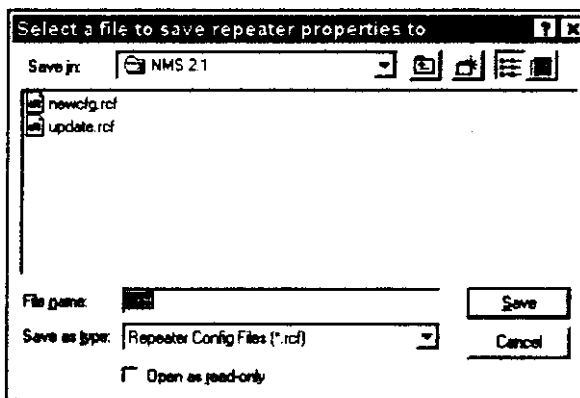 Select a file to save repeater properties to
Save in: NMS 2.1
newcfg.rcf
update.rcf
File name: Save
Save as type: Repeater Config Files (*.rcf) Cancel
Open as read-only